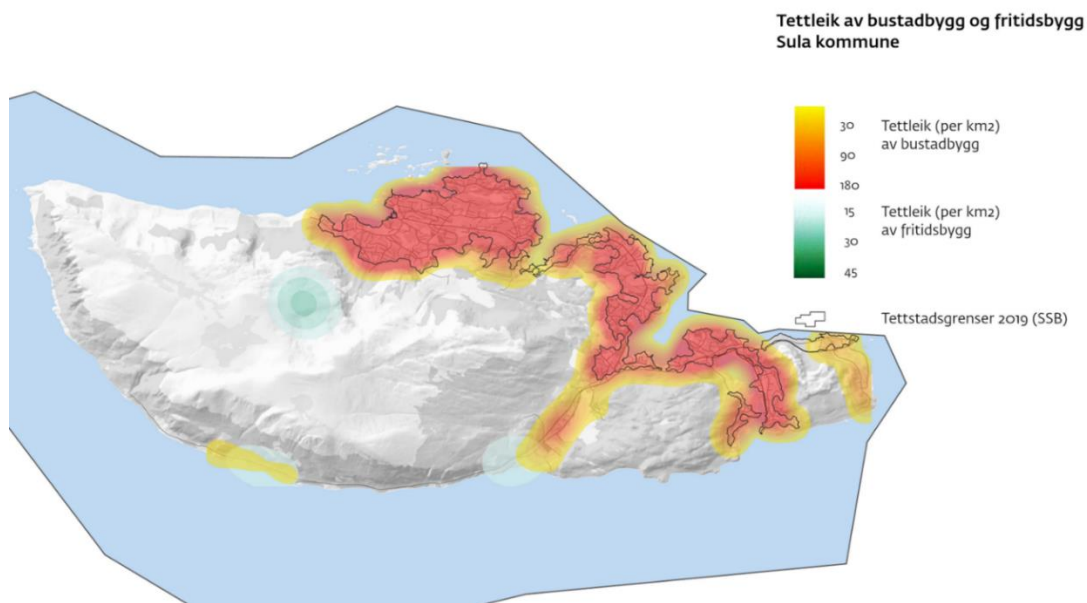 Tettleik av bustadbygg og fritidsbygg
Sula kommune
30
90
180
Tettleik (per km2)
av bustadbygg
15
30
45
Tettleik (per km2)
av fritidsbygg
Tettstadsgrenser 2019 (SSB)